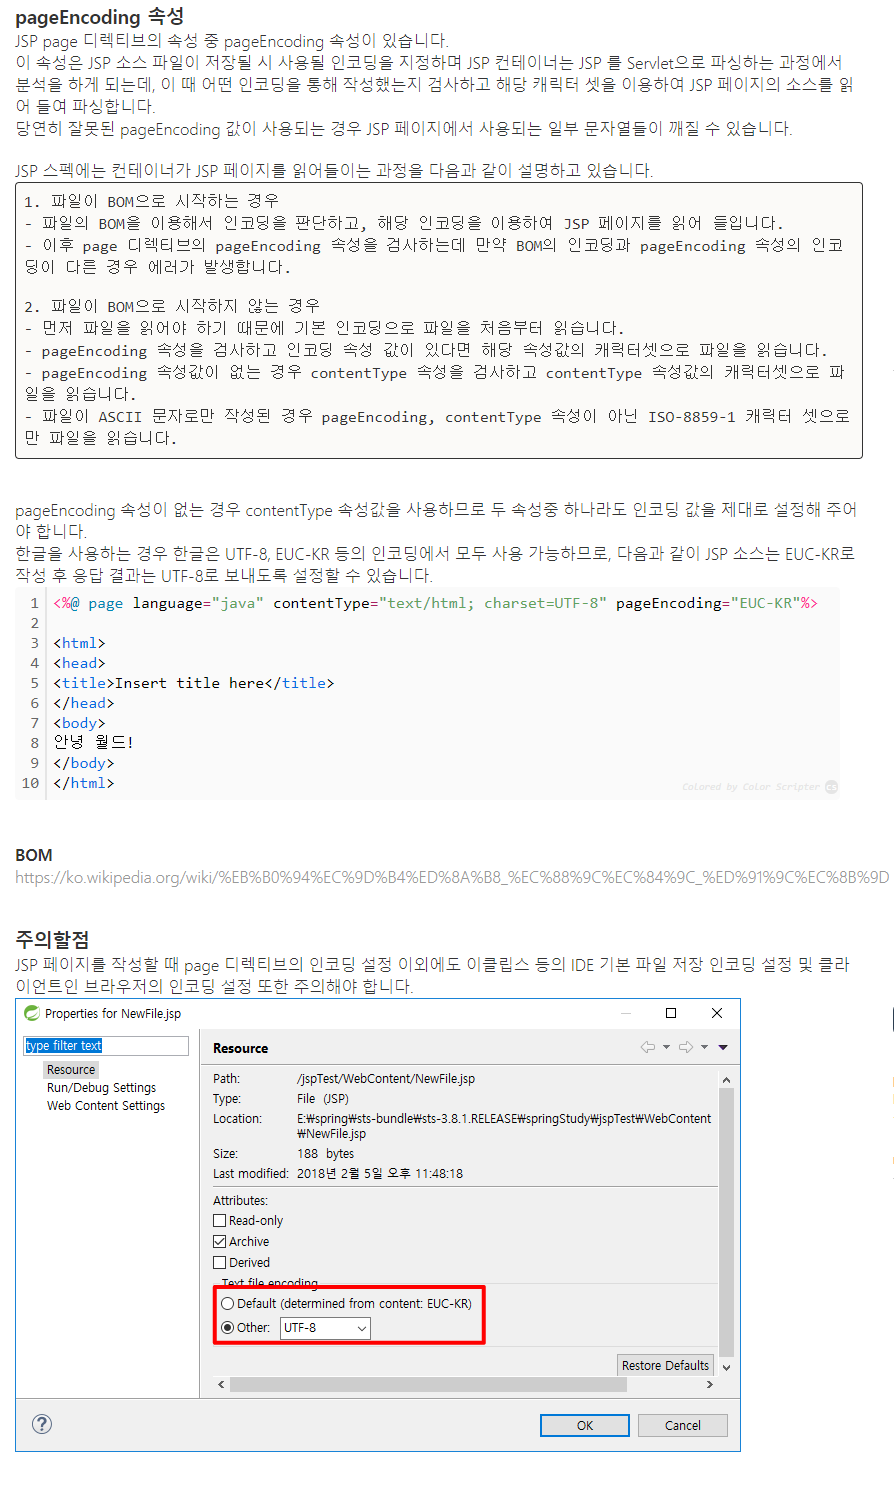 pageEncoding 속성
JSP page 디렉티브의 속성 중 pageEncoding 속성이 있습니다.
이 속성은 JSP 소스 파일이 저장될 시 사용될 인코딩을 지정하며 JSP 컨테이너는 JSP 를 Servlet으로 파싱하는 과정에서
분석을 하게 되는데, 이 때 어떤 인코딩을 통해 작성했는지 검사하고 해당 캐릭터 셋을 이용하여 JSP 페이지의 소스를 읽
어 들여 파싱합니다.
당연히 잘못된 pageEncoding 값이 사용되는 경우 JSP 페이지에서 사용되는 일부 문자열들이 깨질 수 있습니다.
JSP 스펙에는 컨테이너가 JSP 페이지를 읽어들이는 과정을 다음과 같이 설명하고 있습니다.
1. 파일이 BOM으로 시작하는 경우
- 파일의 BOM을 이용해서 인코딩을 판단하고, 해당 인코딩을 이용하여 JSP 페이지를 읽어 들입니다.
- 이후 page 디렉티브의 pageEncoding 속성을 검사하는데 만약 BOM의 인코딩과 pageEncoding 속성의 인코
딩이 다른 경우 에러가 발생합니다.
2. 파일이 BOM으로 시작하지 않는 경우
- 먼저 파일을 읽어야 하기 때문에 기본 인코딩으로 파일을 처음부터 읽습니다.
- pageEncoding 속성을 검사하고 인코딩 속성 값이 있다면 해당 속성값의 캐릭터셋으로 파일을 읽습니다.
- pageEncoding 속성값이 없는 경우 contentType 속성을 검사하고 contentType 속성값의 캐릭터셋으로 파
일을 읽습니다.
- 파일이 ASCII 문자로만 작성된 경우 pageEncoding, contentType 속성이 아닌 ISO-8859-1 캐릭터 셋으로
만 파일을 읽습니다.
pageEncoding 속성이 없는 경우 contentType 속성값을 사용하므로 두 속성중 하나라도 인코딩 값을 제대로 설정해 주어
야 합니다.
한글을 사용하는 경우 한글은 UTF-8, EUC-KR 등의 인코딩에서 모두 사용 가능하므로, 다음과 같이 JSP 소스는 EUC-KR로
작성 후 응답 결과는 UTF-8로 보내도록 설정할 수 있습니다.
1 <%@ page language="java" contentType="text/html; charset=UTF-8" pageEncoding="EUC-KR"%>
2
3 <html>
4 <head>
5 <title>Insert title here</title>
6 </head>
7 <body>
8 안녕 월드!
9 </body>
10 </html>
Colored by Color Scripter CS
BOM
https://ko.wikipedia.org/wiki/%EB%B0%94%EC%9D%B4%ED%8A%B8_%EC%88%9C%EC%84%9C_%ED%91%9C%EC%8B%9D
주의할점
JSP 페이지를 작성할 때 page 디렉티브의 인코딩 설정 이외에도 이클립스 등의 IDE 기본 파일 저장 인코딩 설정 및 클라
이언트인 브라우저의 인코딩 설정 또한 주의해야 합니다.
Properties for NewFile.jsp
type filter text
Resource
Run/Debug Settings
Web Content Settings
Resource
Path: /jspTest/WebContent/NewFile.jsp
Type: File (JSP)
Location: E:₩spring₩sts-bundle₩sts-3.8.1.RELEASE₩springStudy₩jspTest₩WebContent
₩NewFile.jsp
Size: 188 bytes
Last modified: 2018년 2월 5일 오후 11:48:18
Attributes:
Read-only
Archive
Derived
Text file encoding
Default (determined from content: EUC-KR)
Other: UTF-8
Restore Defaults
OK Cancel